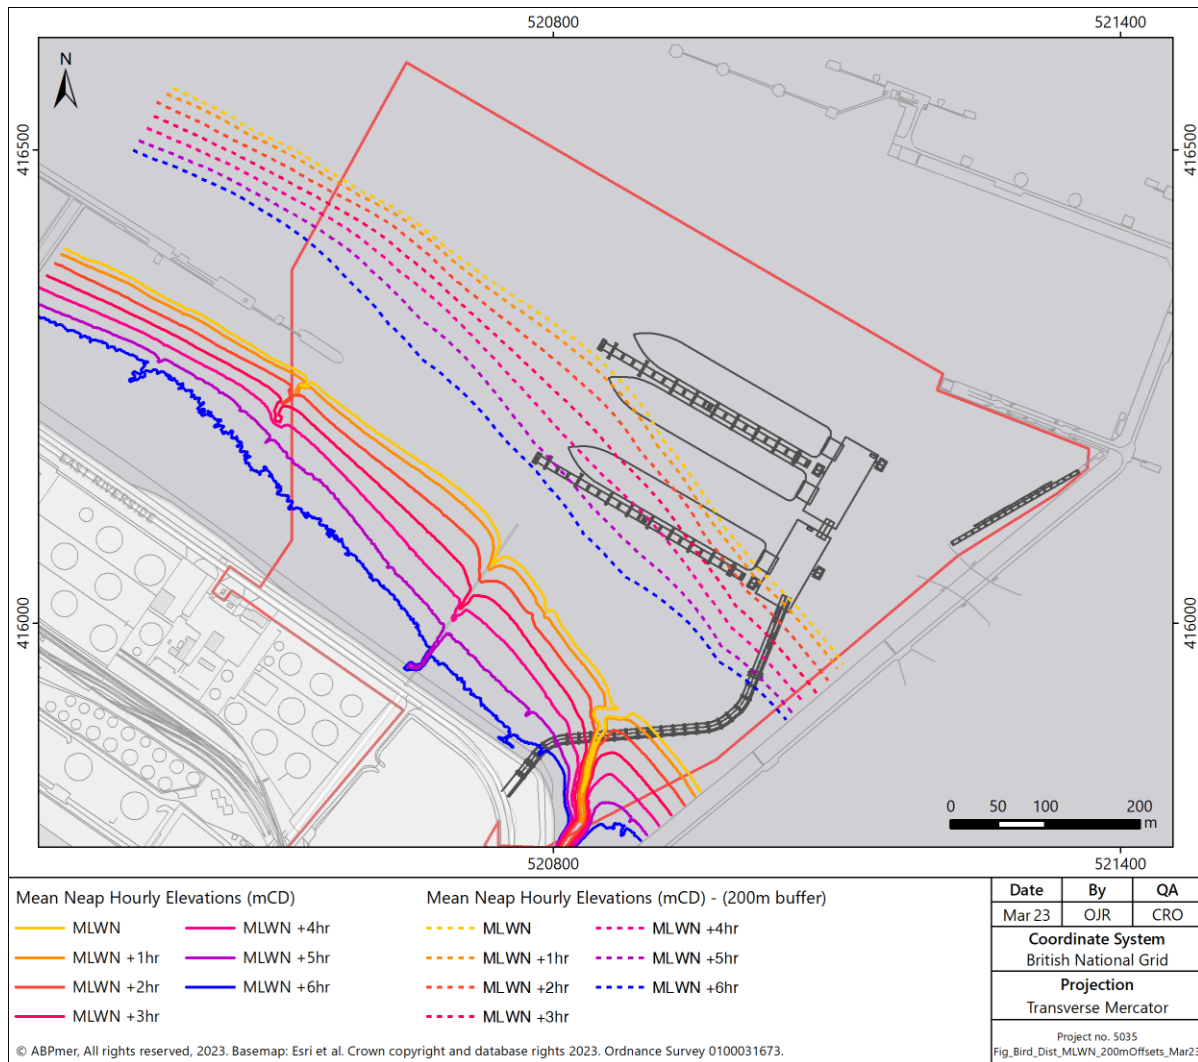 520800
521400
N
416500
416500
EAST RIVERSIDE
416000
416000
0 50 100 200
m
520800
521400
Mean Neap Hourly Elevations (mCD)
MLWN
MLWN +1hr
MLWN +2hr
MLWN +3hr
MLWN +4hr
MLWN +5hr
MLWN +6hr
Mean Neap Hourly Elevations (mCD) - (200m buffer)
MLWN
MLWN +1hr
MLWN +2hr
MLWN +3hr
MLWN +4hr
MLWN +5hr
MLWN +6hr
Date By QA
Mar 23 OJR CRO
Coordinate System
British National Grid
Projection
Transverse Mercator
Project no. 5035
Fig_Bird_Dist_MLWN_200mOffsets_Mar23
© ABPmer, All rights reserved, 2023. Basemap: Esri et al. Crown copyright and database rights 2023. Ordnance Survey 0100031673.